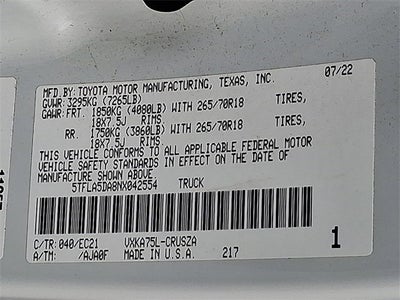 MFD.BY: TOYOTA MOTOR MANUFACTURING, TEXAS, INC. 07/22
GVWR: 3295KG (7265LB)
GAWR: FRT. 1850KG (4080LB) WITH 265/70R18 TIRES,
18X7.5J RIMS
RR. 1750KG (3860LB) WITH 265/70R18 TIRES,
18X7.5J RIMS
THIS VEHICLE CONFORMS TO ALL APPLICABLE FEDERAL MOTOR
VEHICLE SAFETY STANDARDS IN EFFECT ON THE DATE OF
MANUFACTURE SHOWN ABOVE.
5TFLA5DA8NX042554 TRUCK
C/TR: 040/EC21 VXKA75L-CRUSZA 1
A/TM: /AJA0F MADE IN U.S.A. 217